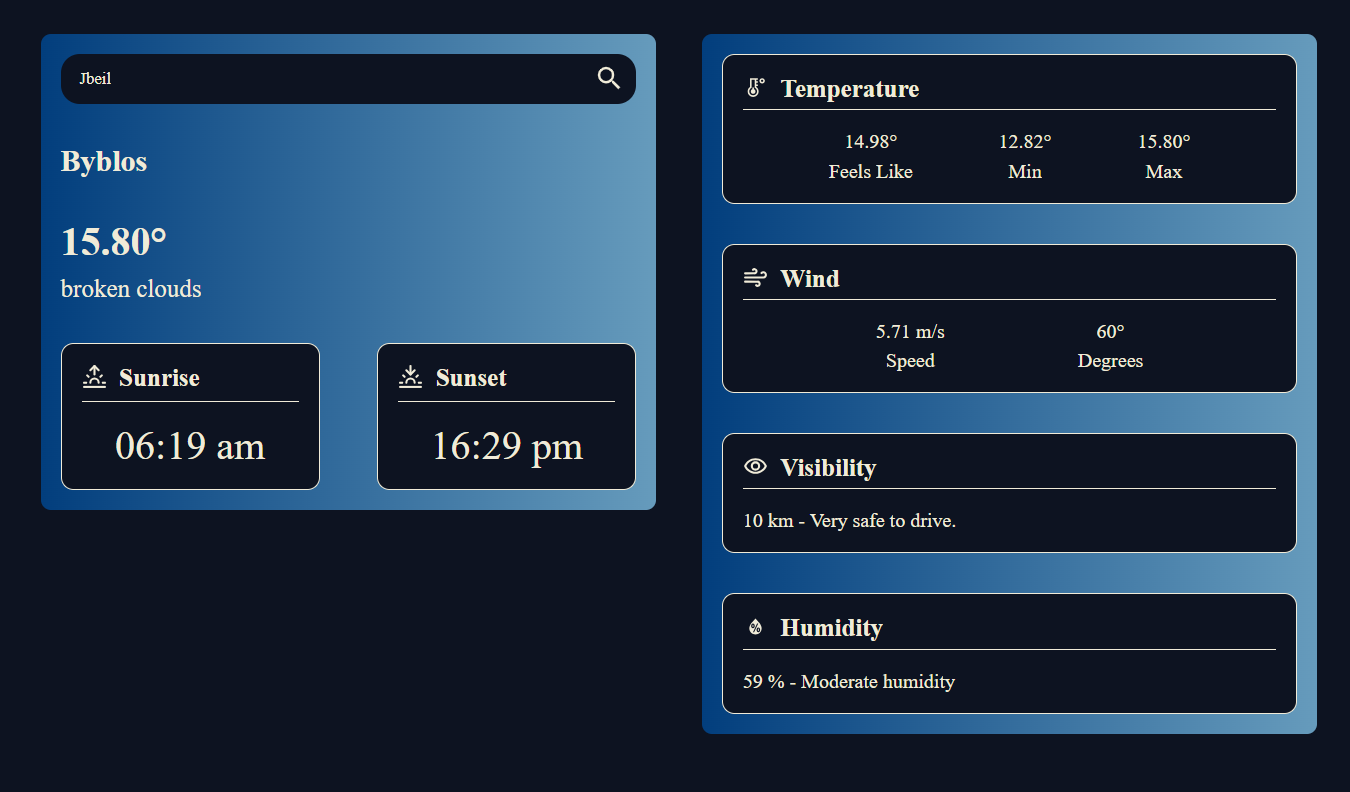 Jbeil
Byblos
15.80°
broken clouds
Sunrise
06:19 am
Sunset
16:29 pm
Temperature
14.98° 12.82° 15.80°
Feels Like Min Max
Wind
5.71 m/s 60°
Speed Degrees
Visibility
10 km - Very safe to drive.
Humidity
59 % - Moderate humidity